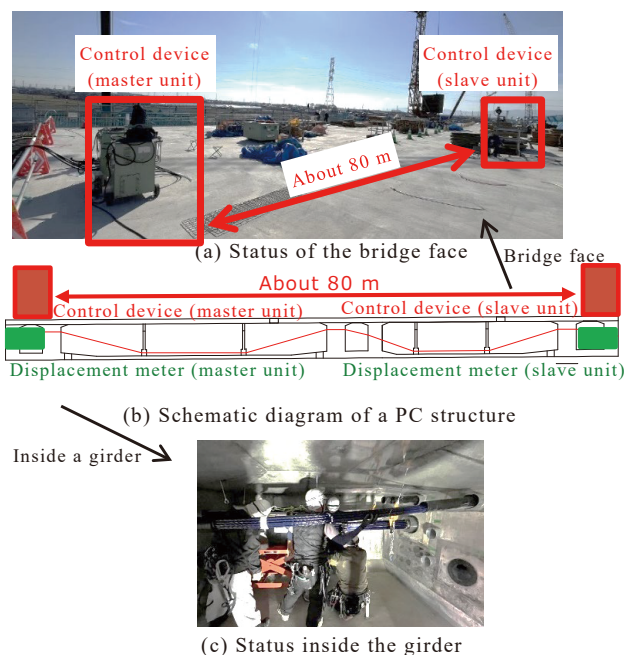 Control device
(master unit)
Control device
(slave unit)
About 80 m
(a) Status of the bridge face
Bridge face
About 80 m
Control device (master unit)
Control device (slave unit)
Displacement meter (master unit)
Displacement meter (slave unit)
(b) Schematic diagram of a PC structure
Inside a girder
(c) Status inside the girder